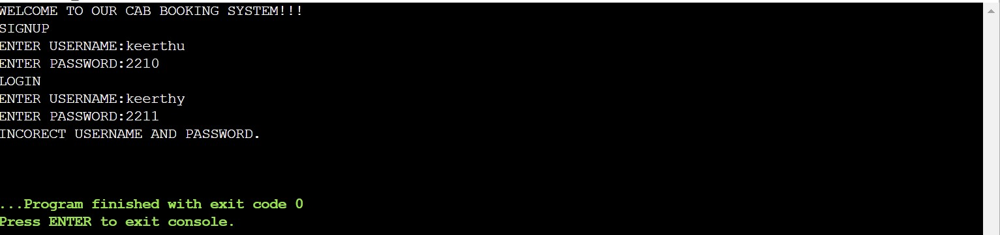 WELCOME TO OUR CAB BOOKING SYSTEM!!!
SIGNUP
ENTER USERNAME:keerthu
ENTER PASSWORD:2210
LOGIN
ENTER USERNAME:keerthy
ENTER PASSWORD:2211
INCORECT USERNAME AND PASSWORD.
...Program finished with exit code 0
Press ENTER to exit console.